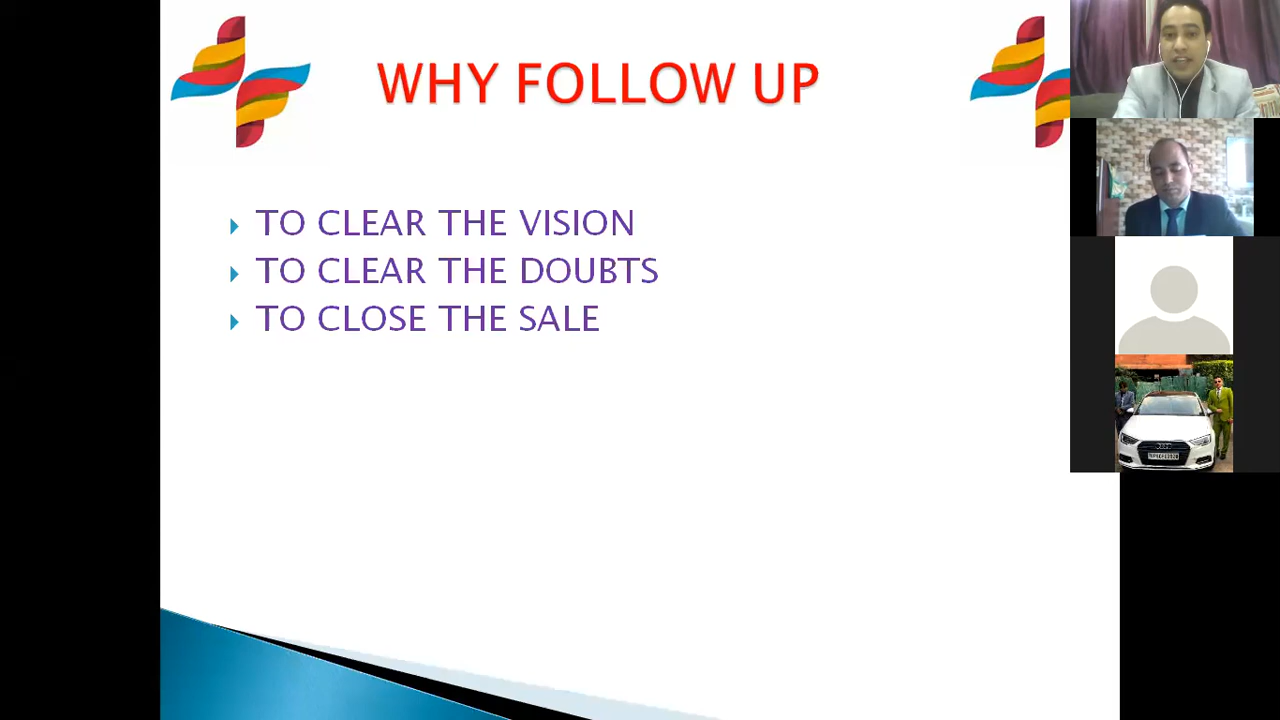 WHY FOLLOW UP
TO CLEAR THE VISION
TO CLEAR THE DOUBTS
TO CLOSE THE SALE